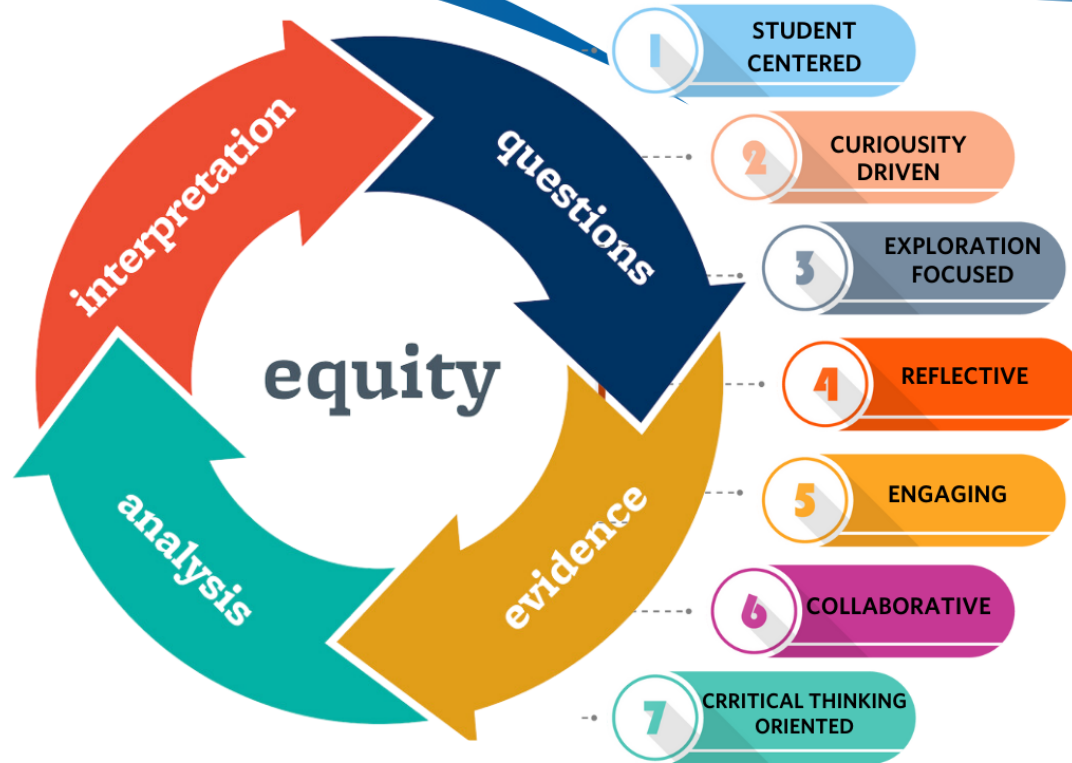 interpretation
questions
equity
analysis
evidence
1
STUDENT
CENTERED
2
CURIOUSITY
DRIVEN
3
EXPLORATION
FOCUSED
4
REFLECTIVE
5
ENGAGING
6
COLLABORATIVE
7
CRRITICAL THINKING
ORIENTED